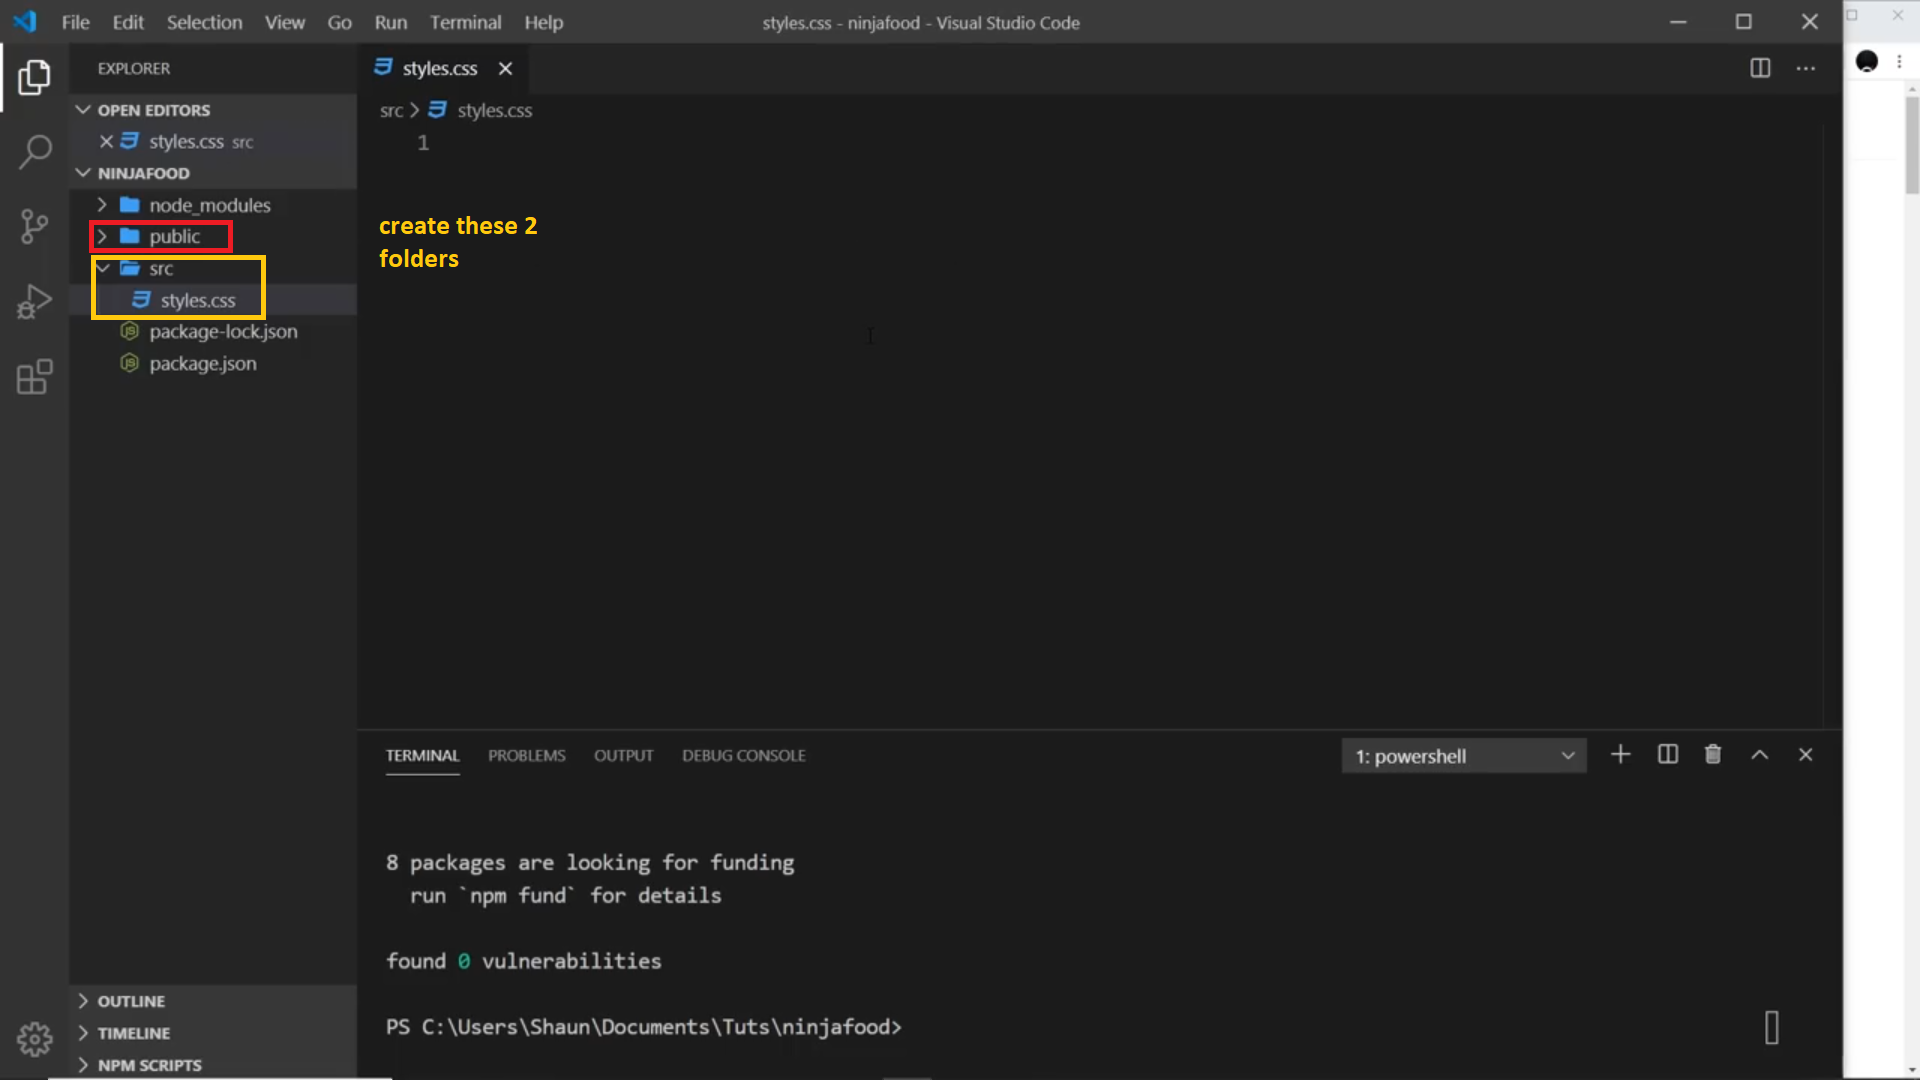 File Edit Selection View Go Run Terminal Help
styles.css - ninjafood - Visual Studio Code
EXPLORER
OPEN EDITORS
styles.css src
NINJAFOOD
node_modules
public
src
styles.css
package-lock.json
package.json
OUTLINE
TIMELINE
NPM SCRIPTS
styles.css
src > styles.css
1
create these 2
folders
TERMINAL PROBLEMS OUTPUT DEBUG CONSOLE
1: powershell
8 packages are looking for funding
run `npm fund` for details
found 0 vulnerabilities
PS C:\Users\Shaun\Documents\Tuts\ninjafood>